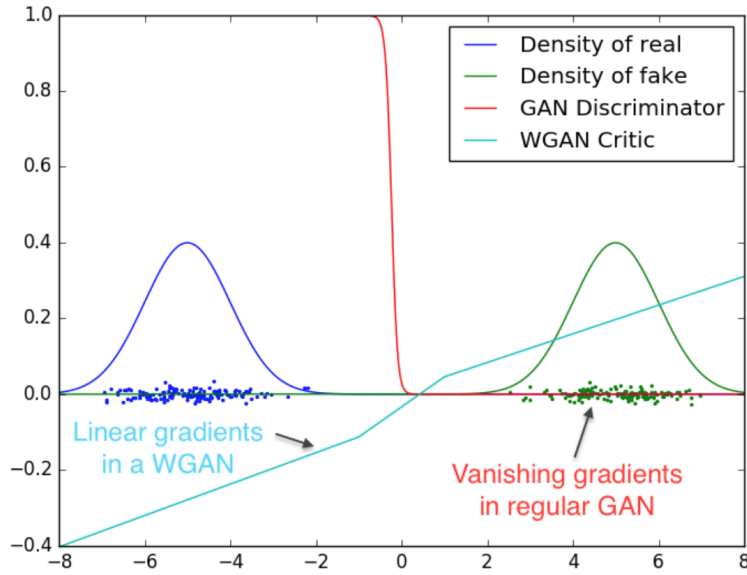 1.0
0.8
0.6
0.4
0.2
0.0
−0.2
−0.4
Density of real
Density of fake
GAN Discriminator
WGAN Critic
Linear gradients
in a WGAN
Vanishing gradients
in regular GAN
−8 −6 −4 −2 0 2 4 6 8